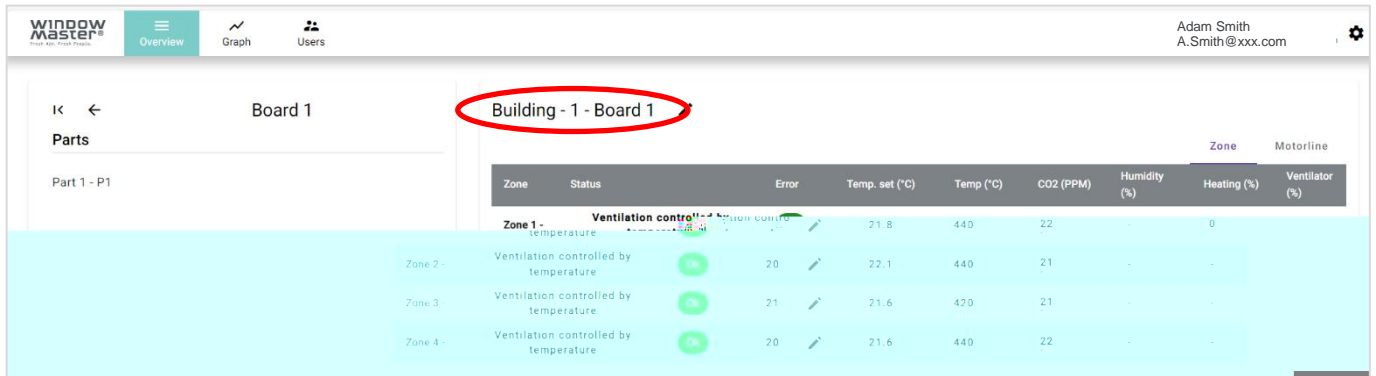 WINDOW
Master®
Fresh Air. Fresh People.
Overview
Graph
Users
Adam Smith
A.Smith@xxx.com
Board 1
Building - 1 - Board 1
Parts
Zone Motorline
Part 1 - P1
Zone Status Error Temp. set (°C) Temp (°C) CO2 (PPM) Humidity (%) Heating (%) Ventilator (%)
Zone 1 - Ventilation controlled by
temperature 21.8 440 22 - 0
Zone 2 - Ventilation controlled by temperature Ok 20 22.1 440 21 - -
Zone 3 Ventilation controlled by temperature Ok 21 21.6 420 21 - -
Zone 4 - Ventilation controlled by temperature Ok 20 21.6 440 22 - -